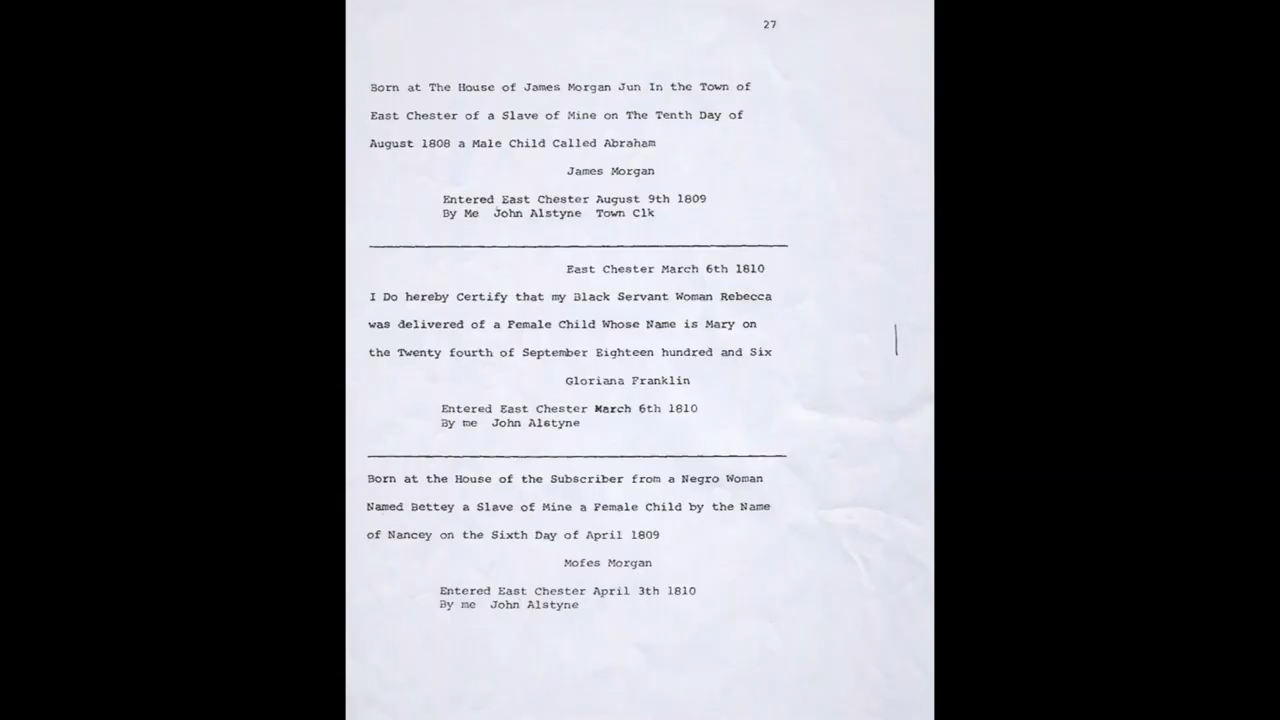 27
Born at The House of James Morgan Jun In the Town of
East Chester of a Slave of Mine on The Tenth Day of
August 1808 a Male Child Called Abraham
James Morgan
Entered East Chester August 9th 1809
By Me John Alstyne Town Clk
East Chester March 6th 1810
I Do hereby Certify that my Black Servant Woman Rebecca
was delivered of a Female Child Whose Name is Mary on
the Twenty fourth of September Eighteen hundred and Six
Gloriana Franklin
Entered East Chester March 6th 1810
By me John Alstyne
Born at the House of the Subscriber from a Negro Woman
Named Bettey a Slave of Mine a Female Child by the Name
of Nancey on the Sixth Day of April 1809
Mofes Morgan
Entered East Chester April 3th 1810
By me John Alstyne